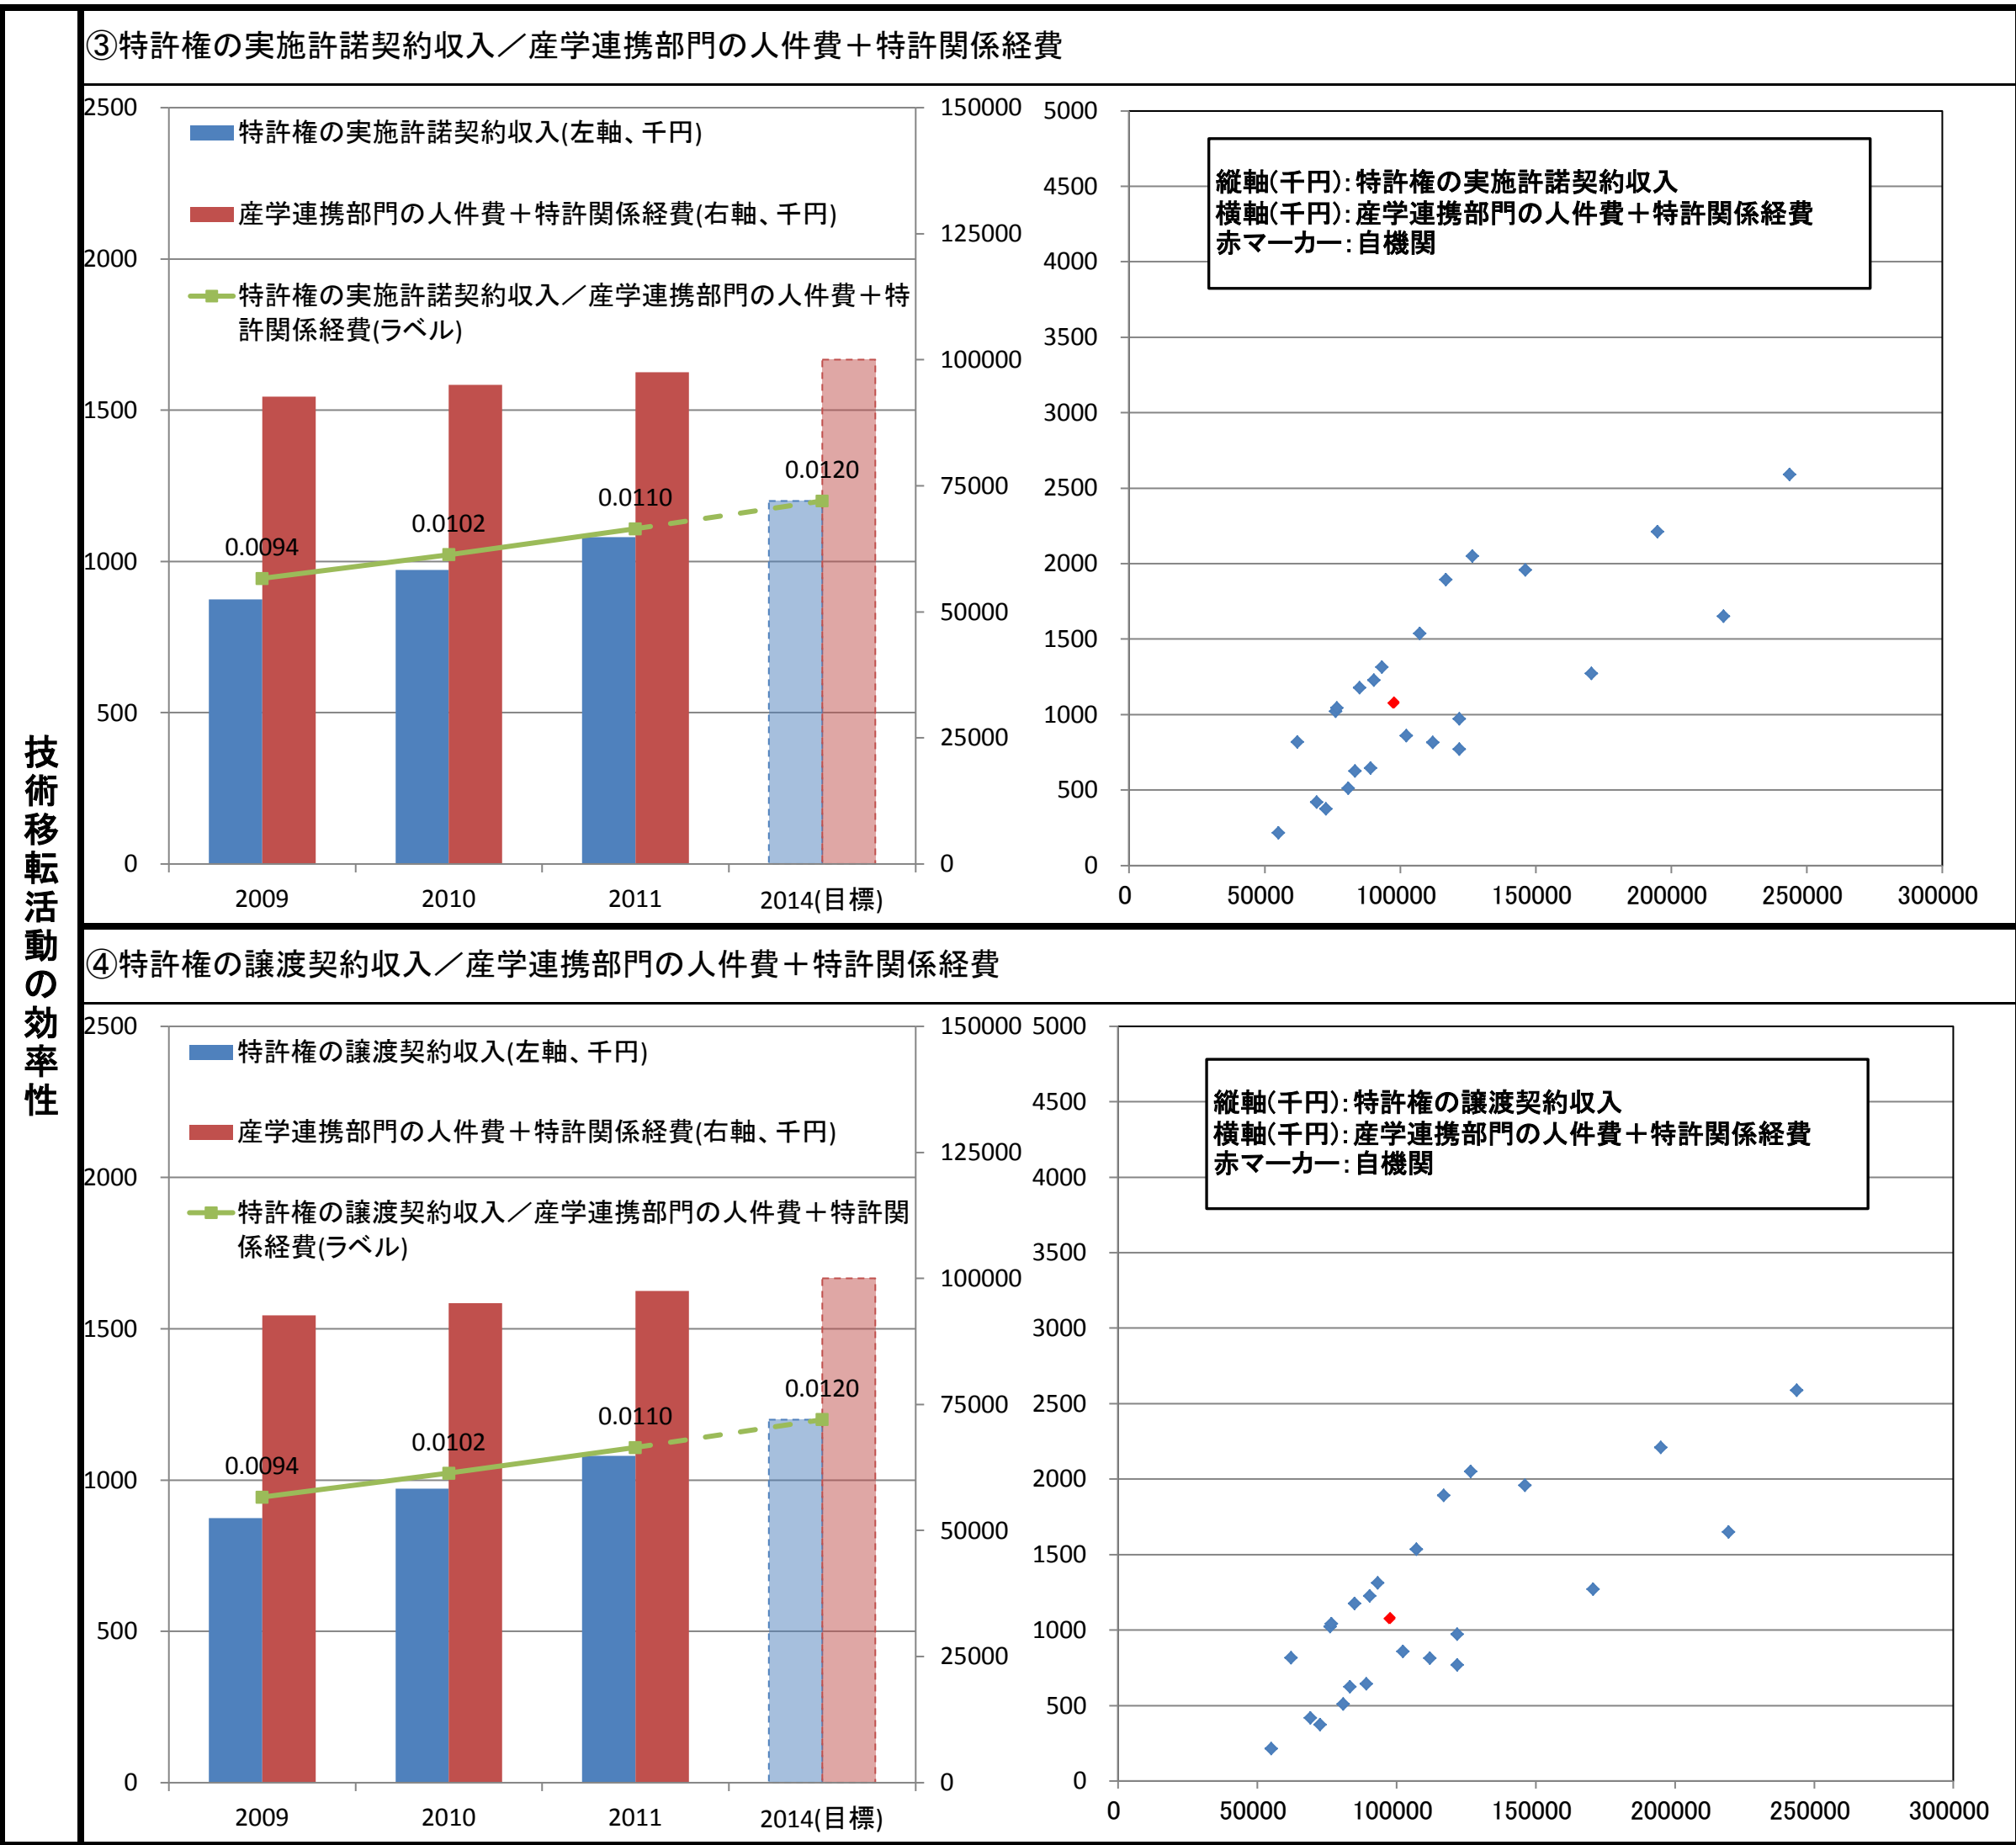 技術移転活動の効率性
③特許権の実施許諾契約収入／産学連携部門の人件費＋特許関係経費
2500
2000
1500
1000
500
0
150000
125000
100000
75000
50000
25000
0
特許権の実施許諾契約収入(左軸、千円)
産学連携部門の人件費＋特許関係経費(右軸、千円)
特許権の実施許諾契約収入／産学連携部門の人件費＋特
許関係経費(ラベル)
0.0094
0.0102
0.0110
0.0120
2009 2010 2011 2014(目標)
5000
4500
4000
3500
3000
2500
2000
1500
1000
500
0
縦軸(千円)：特許権の実施許諾契約収入
横軸(千円)：産学連携部門の人件費＋特許関係経費
赤マーカー：自機関
0 50000 100000 150000 200000 250000 300000
④特許権の譲渡契約収入／産学連携部門の人件費＋特許関係経費
2500
2000
1500
1000
500
0
150000
125000
100000
75000
50000
25000
0
特許権の譲渡契約収入(左軸、千円)
産学連携部門の人件費＋特許関係経費(右軸、千円)
特許権の譲渡契約収入／産学連携部門の人件費＋特許関
係経費(ラベル)
0.0094
0.0102
0.0110
0.0120
2009 2010 2011 2014(目標)
5000
4500
4000
3500
3000
2500
2000
1500
1000
500
0
縦軸(千円)：特許権の譲渡契約収入
横軸(千円)：産学連携部門の人件費＋特許関係経費
赤マーカー：自機関
0 50000 100000 150000 200000 250000 300000